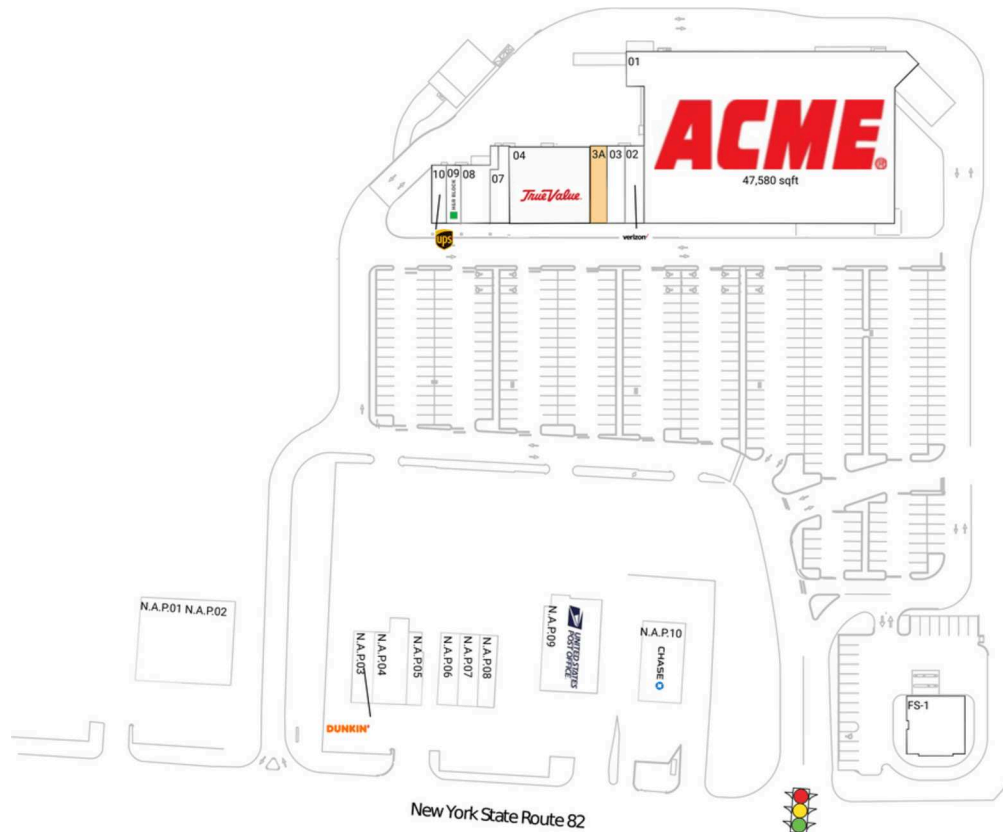 01
ACME
47,580 sqft
04
3A
03
02
10
09
08
07
True Value
H&R BLOCK
ups
verizon
N.A.P.01 N.A.P.02
N.A.P.03
N.A.P.04
N.A.P.05
N.A.P.06
N.A.P.07
N.A.P.08
N.A.P.09
UNITED STATES
POST OFFICE
N.A.P.10
CHASE
DUNKIN'
FS-1
New York State Route 82